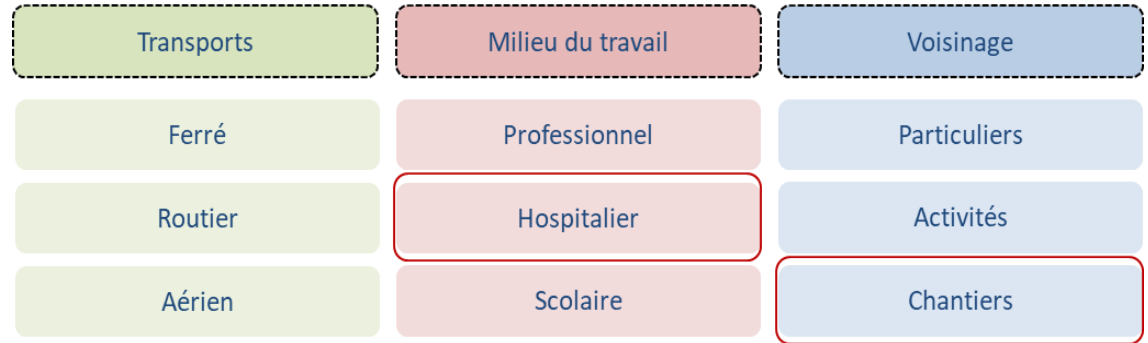 Transports
Milieu du travail
Voisinage
Ferré
Professionnel
Particuliers
Routier
Hospitalier
Activités
Aérien
Scolaire
Chantiers